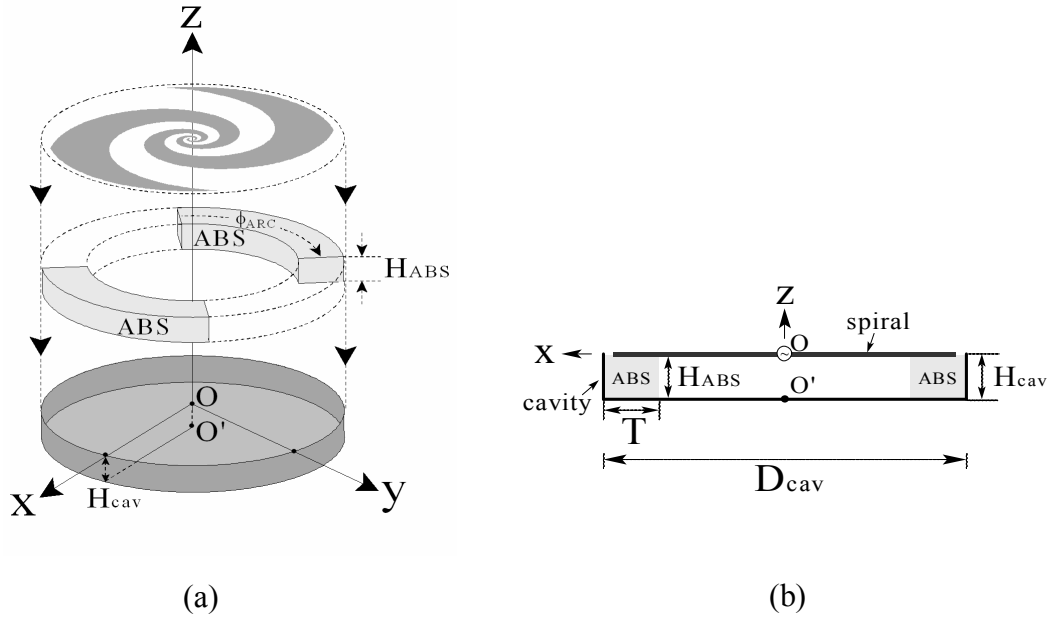 z
ϕARC
ABS
HABS
ABS
O
O'
x
y
Hcav
z
spiral
x
O
~
ABS
HABS
ABS
Hcav
cavity
O'
T
Dcav
(a)
(b)